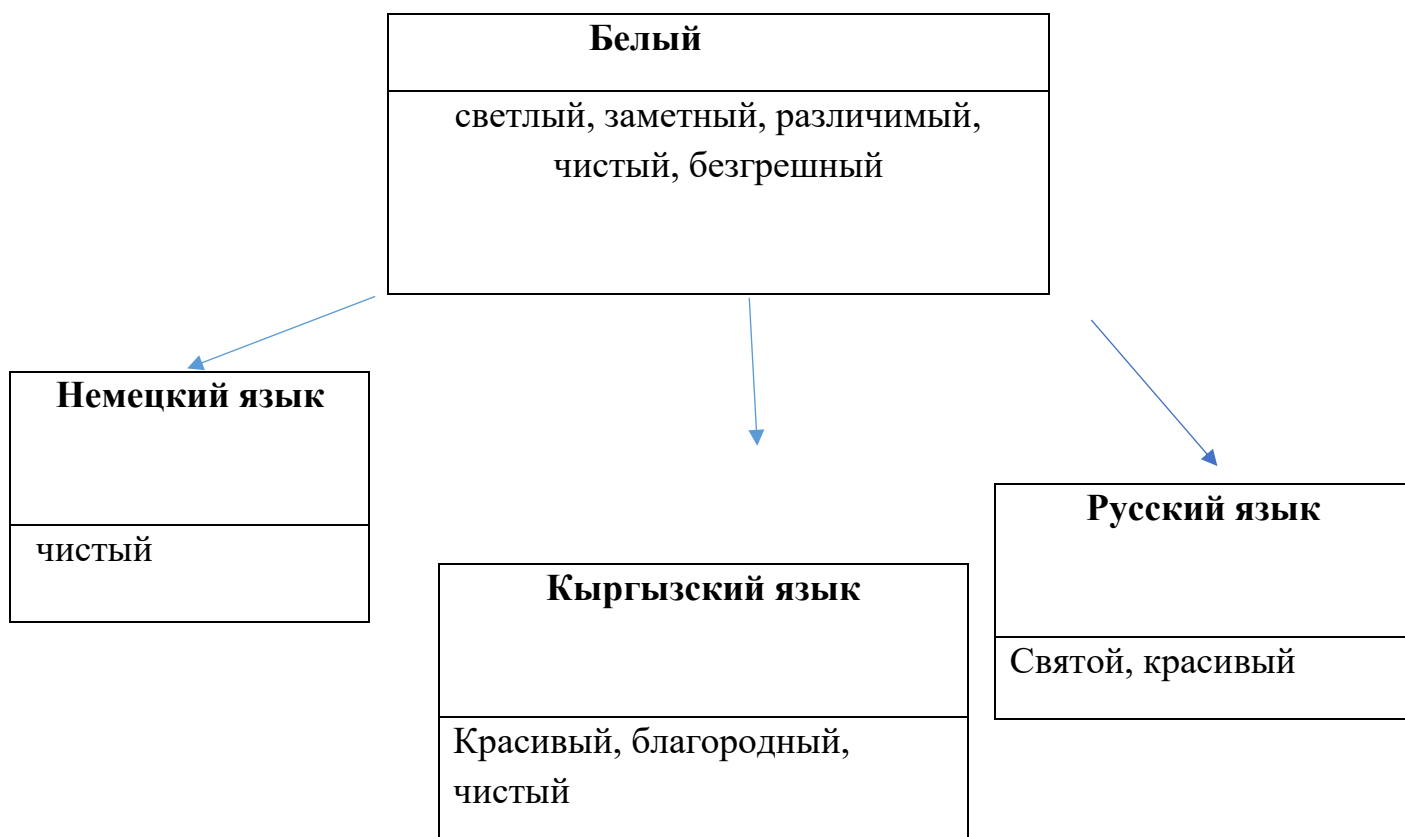 Белый
светлый, заметный, различимый,
чистый, безгрешный
Немецкий язык
чистый
Кыргызский язык
Красивый, благородный,
чистый
Русский язык
Святой, красивый